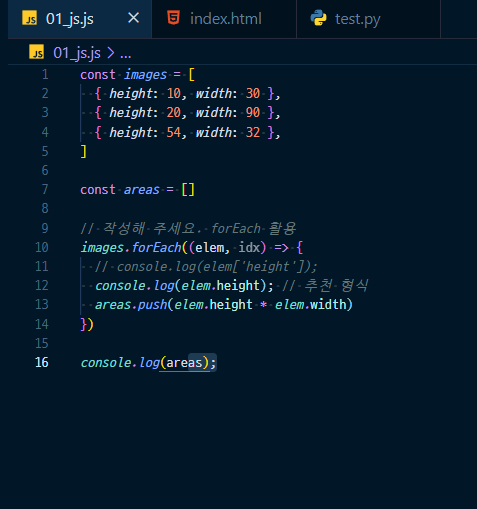 JS 01_js.js × index.html test.py
JS 01_js.js > ...
1 const images = [
2 { height: 10, width: 30 },
3 { height: 20, width: 90 },
4 { height: 54, width: 32 },
5 ]
6
7 const areas = []
8
9 // 작성해 주세요. forEach 활용
10 images.forEach((elem, idx) => {
11 // console.log(elem['height']);
12 console.log(elem.height); // 추천 형식
13 areas.push(elem.height * elem.width)
14 })
15
16 console.log(areas);